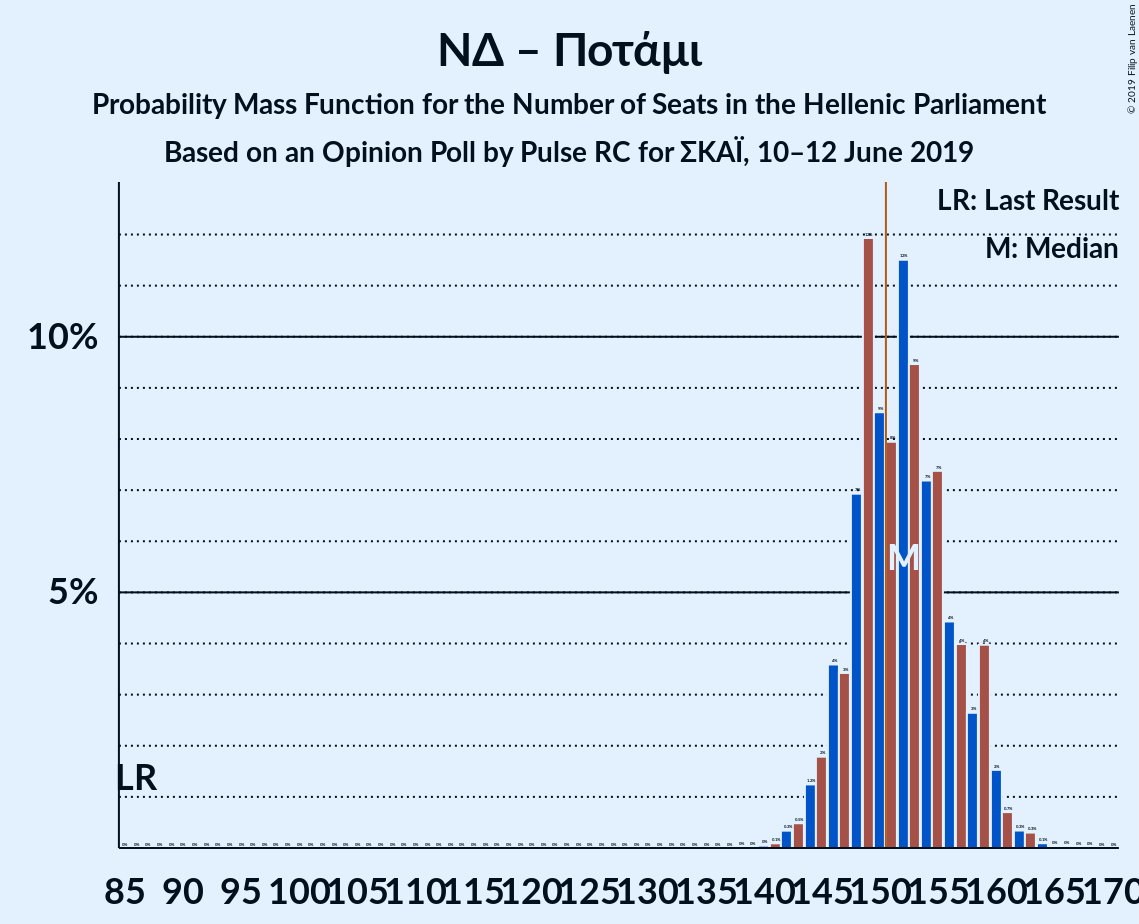 ΝΔ – Ποτάμι
Probability Mass Function for the Number of Seats in the Hellenic Parliament
Based on an Opinion Poll by Pulse RC for ΣΚΑΪ, 10–12 June 2019
© 2019 Filip van Laenen
LR: Last Result
M: Median
10%
5%
LR
M
85 90 95 100 105 110 115 120 125 130 135 140 145 150 155 160 165 170